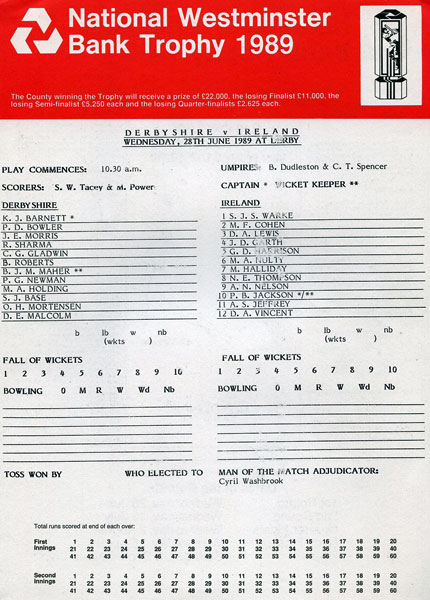 National Westminster
Bank Trophy 1989
The County winning the Trophy will receive a prize of £22,000, the losing Finalist £11,000, the
losing Semi-finalist £5,250 each and the losing Quarter-finalists £2,625 each.
DERBYSHIRE v IRELAND
WEDNESDAY, 28TH JUNE 1989 AT DERBY
PLAY COMMENCES: 10.30 a.m.
UMPIRES: B. Dudleston & C. T. Spencer
SCORERS: S. W. Tacey & M. Power
CAPTAIN * WICKET KEEPER **
DERBYSHIRE
K. J. BARNETT *
P. D. BOWLER
J. E. MORRIS
R. SHARMA
C. G. GLADWIN
B. ROBERTS
B. J. M. MAHER **
P. G. NEWMAN
M. A. HOLDING
S. J. BASE
O. H. MORTENSEN
D. E. MALCOLM
b lb w nb
(wkts )
FALL OF WICKETS
1 2 3 4 5 6 7 8 9 10
BOWLING O M R W Wd Nb
IRELAND
1 S. J. S. WARKE
2 M. F. COHEN
3 D. A. LEWIS
4 J. D. GARTH
5 G. D. HARRISON
6 M. A. NULTY
7 M. HALLIDAY
8 N. E. THOMPSON
9 A. N. NELSON
10 P. B. JACKSON */**
11 A. S. JEFFREY
12 D. A. VINCENT
b lb w nb
(wkts )
FALL OF WICKETS
1 2 3 4 5 6 7 8 9 10
BOWLING O M R W Wd Nb
TOSS WON BY WHO ELECTED TO
MAN OF THE MATCH ADJUDICATOR:
Cyril Washbrook
Total runs scored at end of each over:
First 1 2 3 4 5 6 7 8 9 10 11 12 13 14 15 16 17 18 19 20
Innings 21 22 23 24 25 26 27 28 29 30 31 32 33 34 35 36 37 38 39 40
41 42 43 44 45 46 47 48 49 50 51 52 53 54 55 56 57 58 59 60
Second 1 2 3 4 5 6 7 8 9 10 11 12 13 14 15 16 17 18 19 20
Innings 21 22 23 24 25 26 27 28 29 30 31 32 33 34 35 36 37 38 39 40
41 42 43 44 45 46 47 48 49 50 51 52 53 54 55 56 57 58 59 60